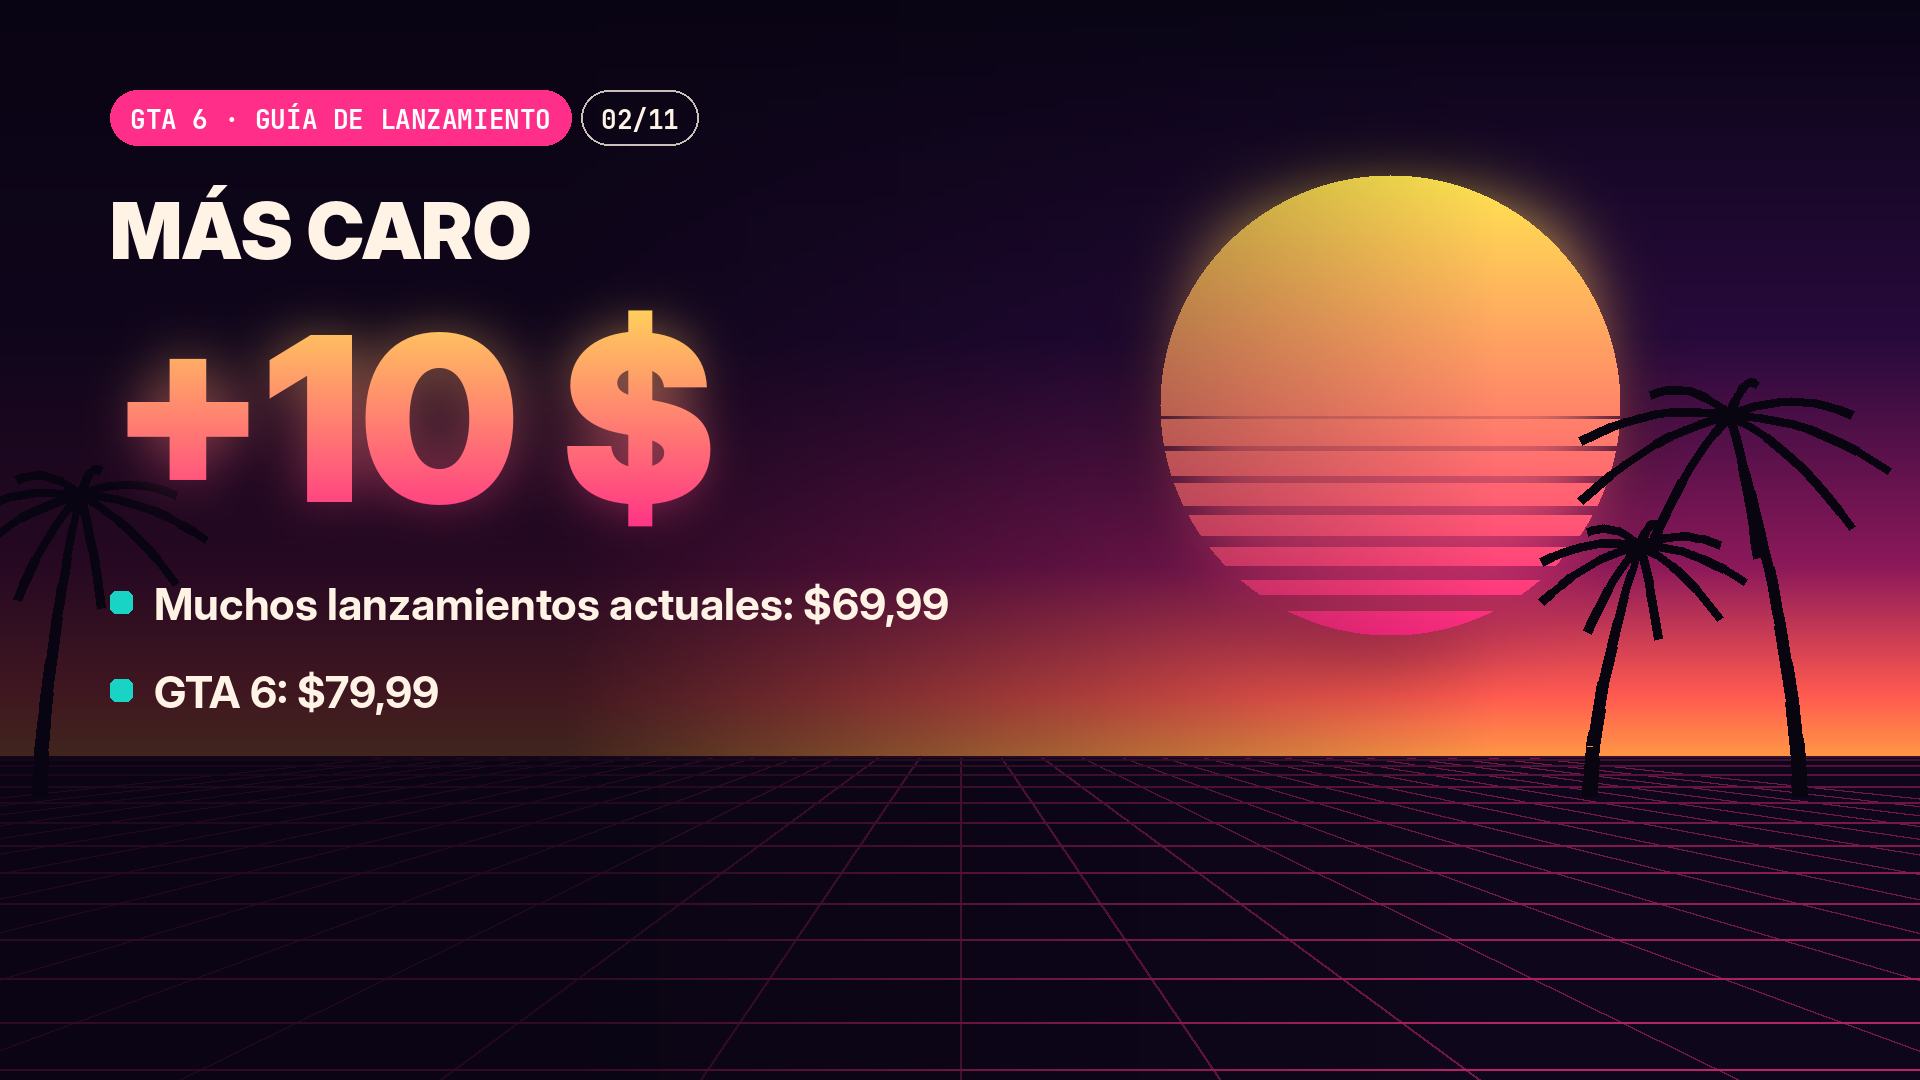 GTA 6 · GUÍA DE LANZAMIENTO
02/11
MÁS CARO
+10 $
Muchos lanzamientos actuales: $69,99
GTA 6: $79,99